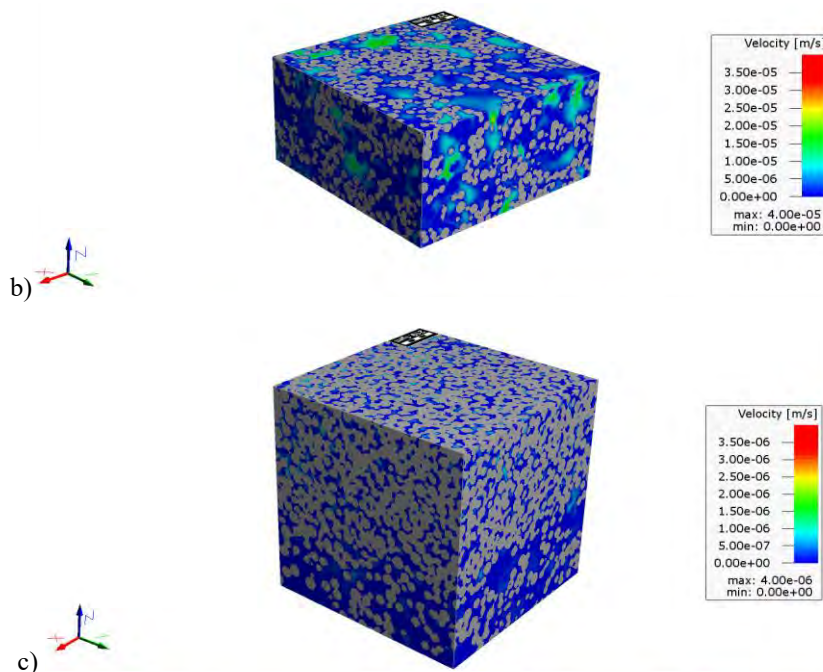 Velocity [m/s]
3.50e-05
3.00e-05
2.50e-05
2.00e-05
1.50e-05
1.00e-05
5.00e-06
0.00e+00
max: 4.00e-05
min: 0.00e+00
Z
X
b)
Velocity [m/s]
3.50e-06
3.00e-06
2.50e-06
2.00e-06
1.50e-06
1.00e-06
5.00e-07
0.00e+00
max: 4.00e-06
min: 0.00e+00
Z
X
c)